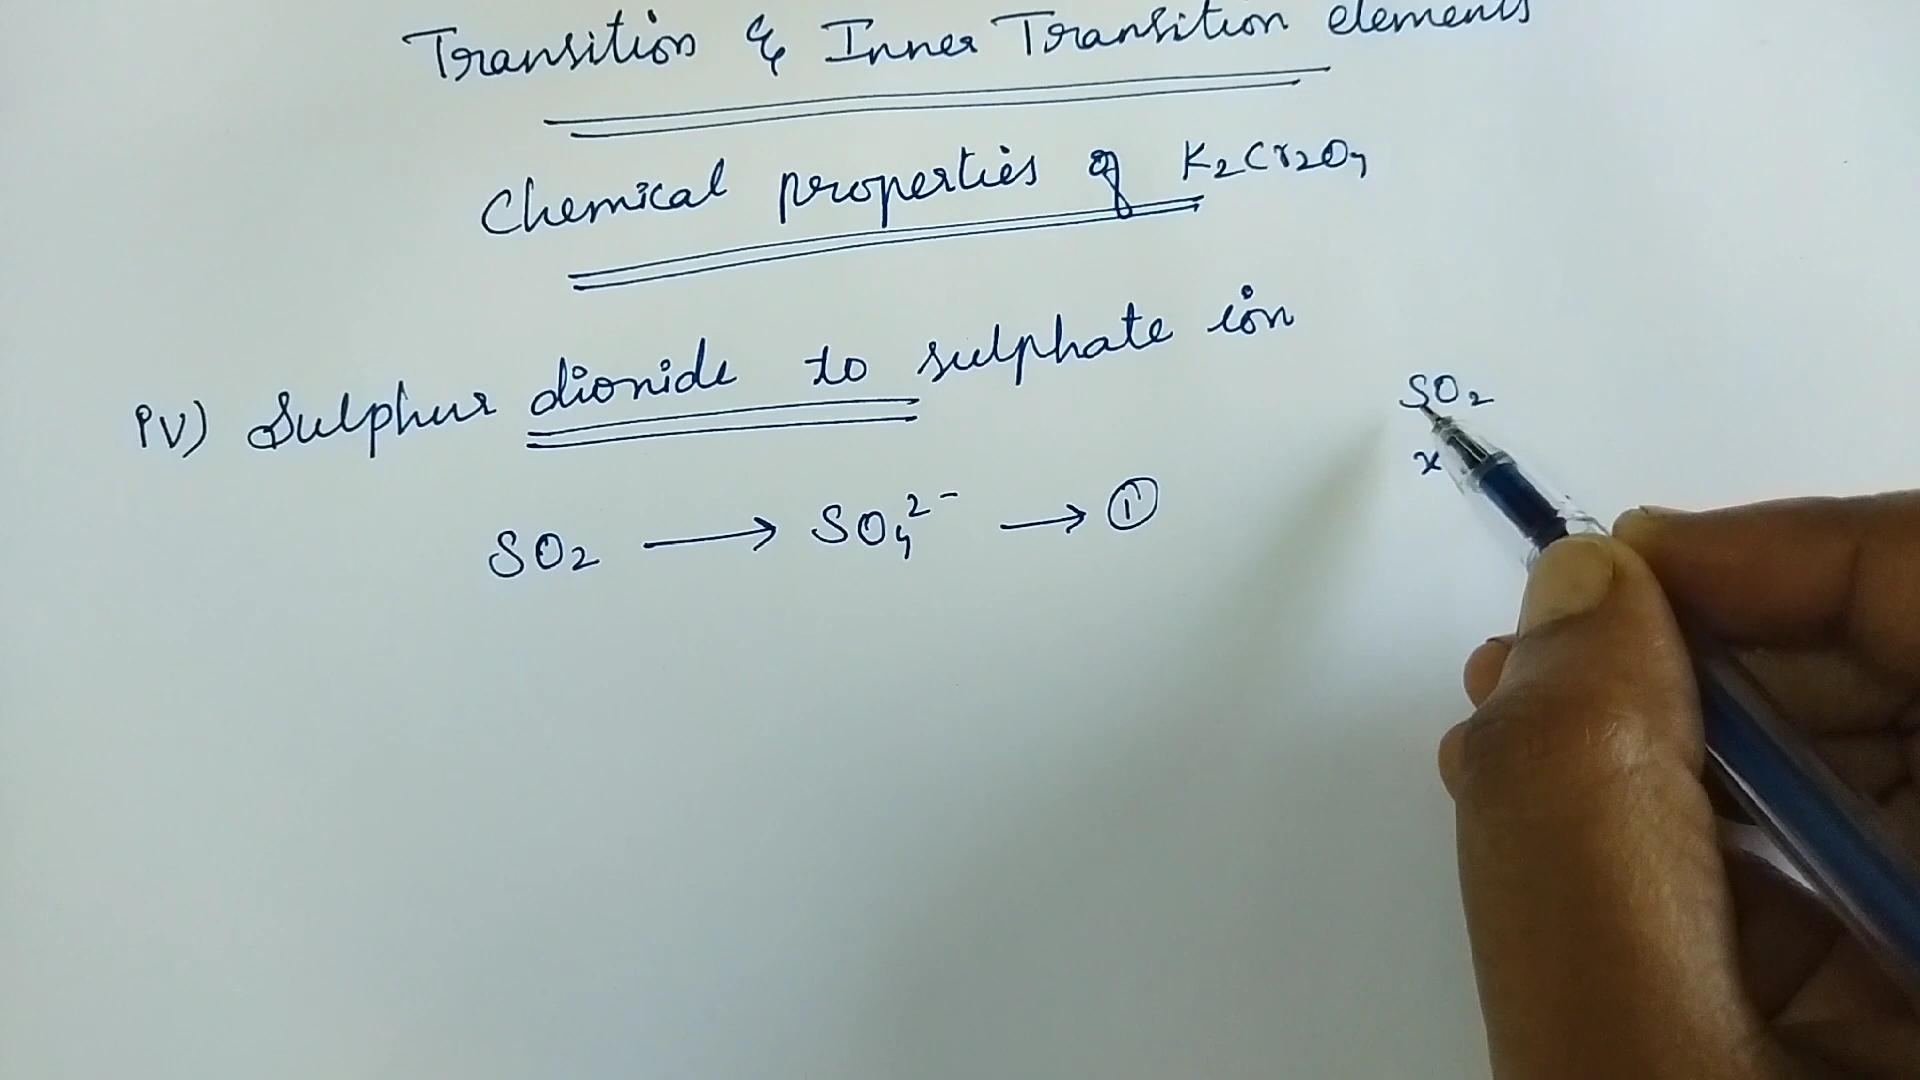 Transition & Inner Transition elements
Chemical properties of K2Cr2O7
iv) Sulphur dioxide to sulphate ion
SO2
x
SO2 ⟶ SO4²⁻ ⟶ ①